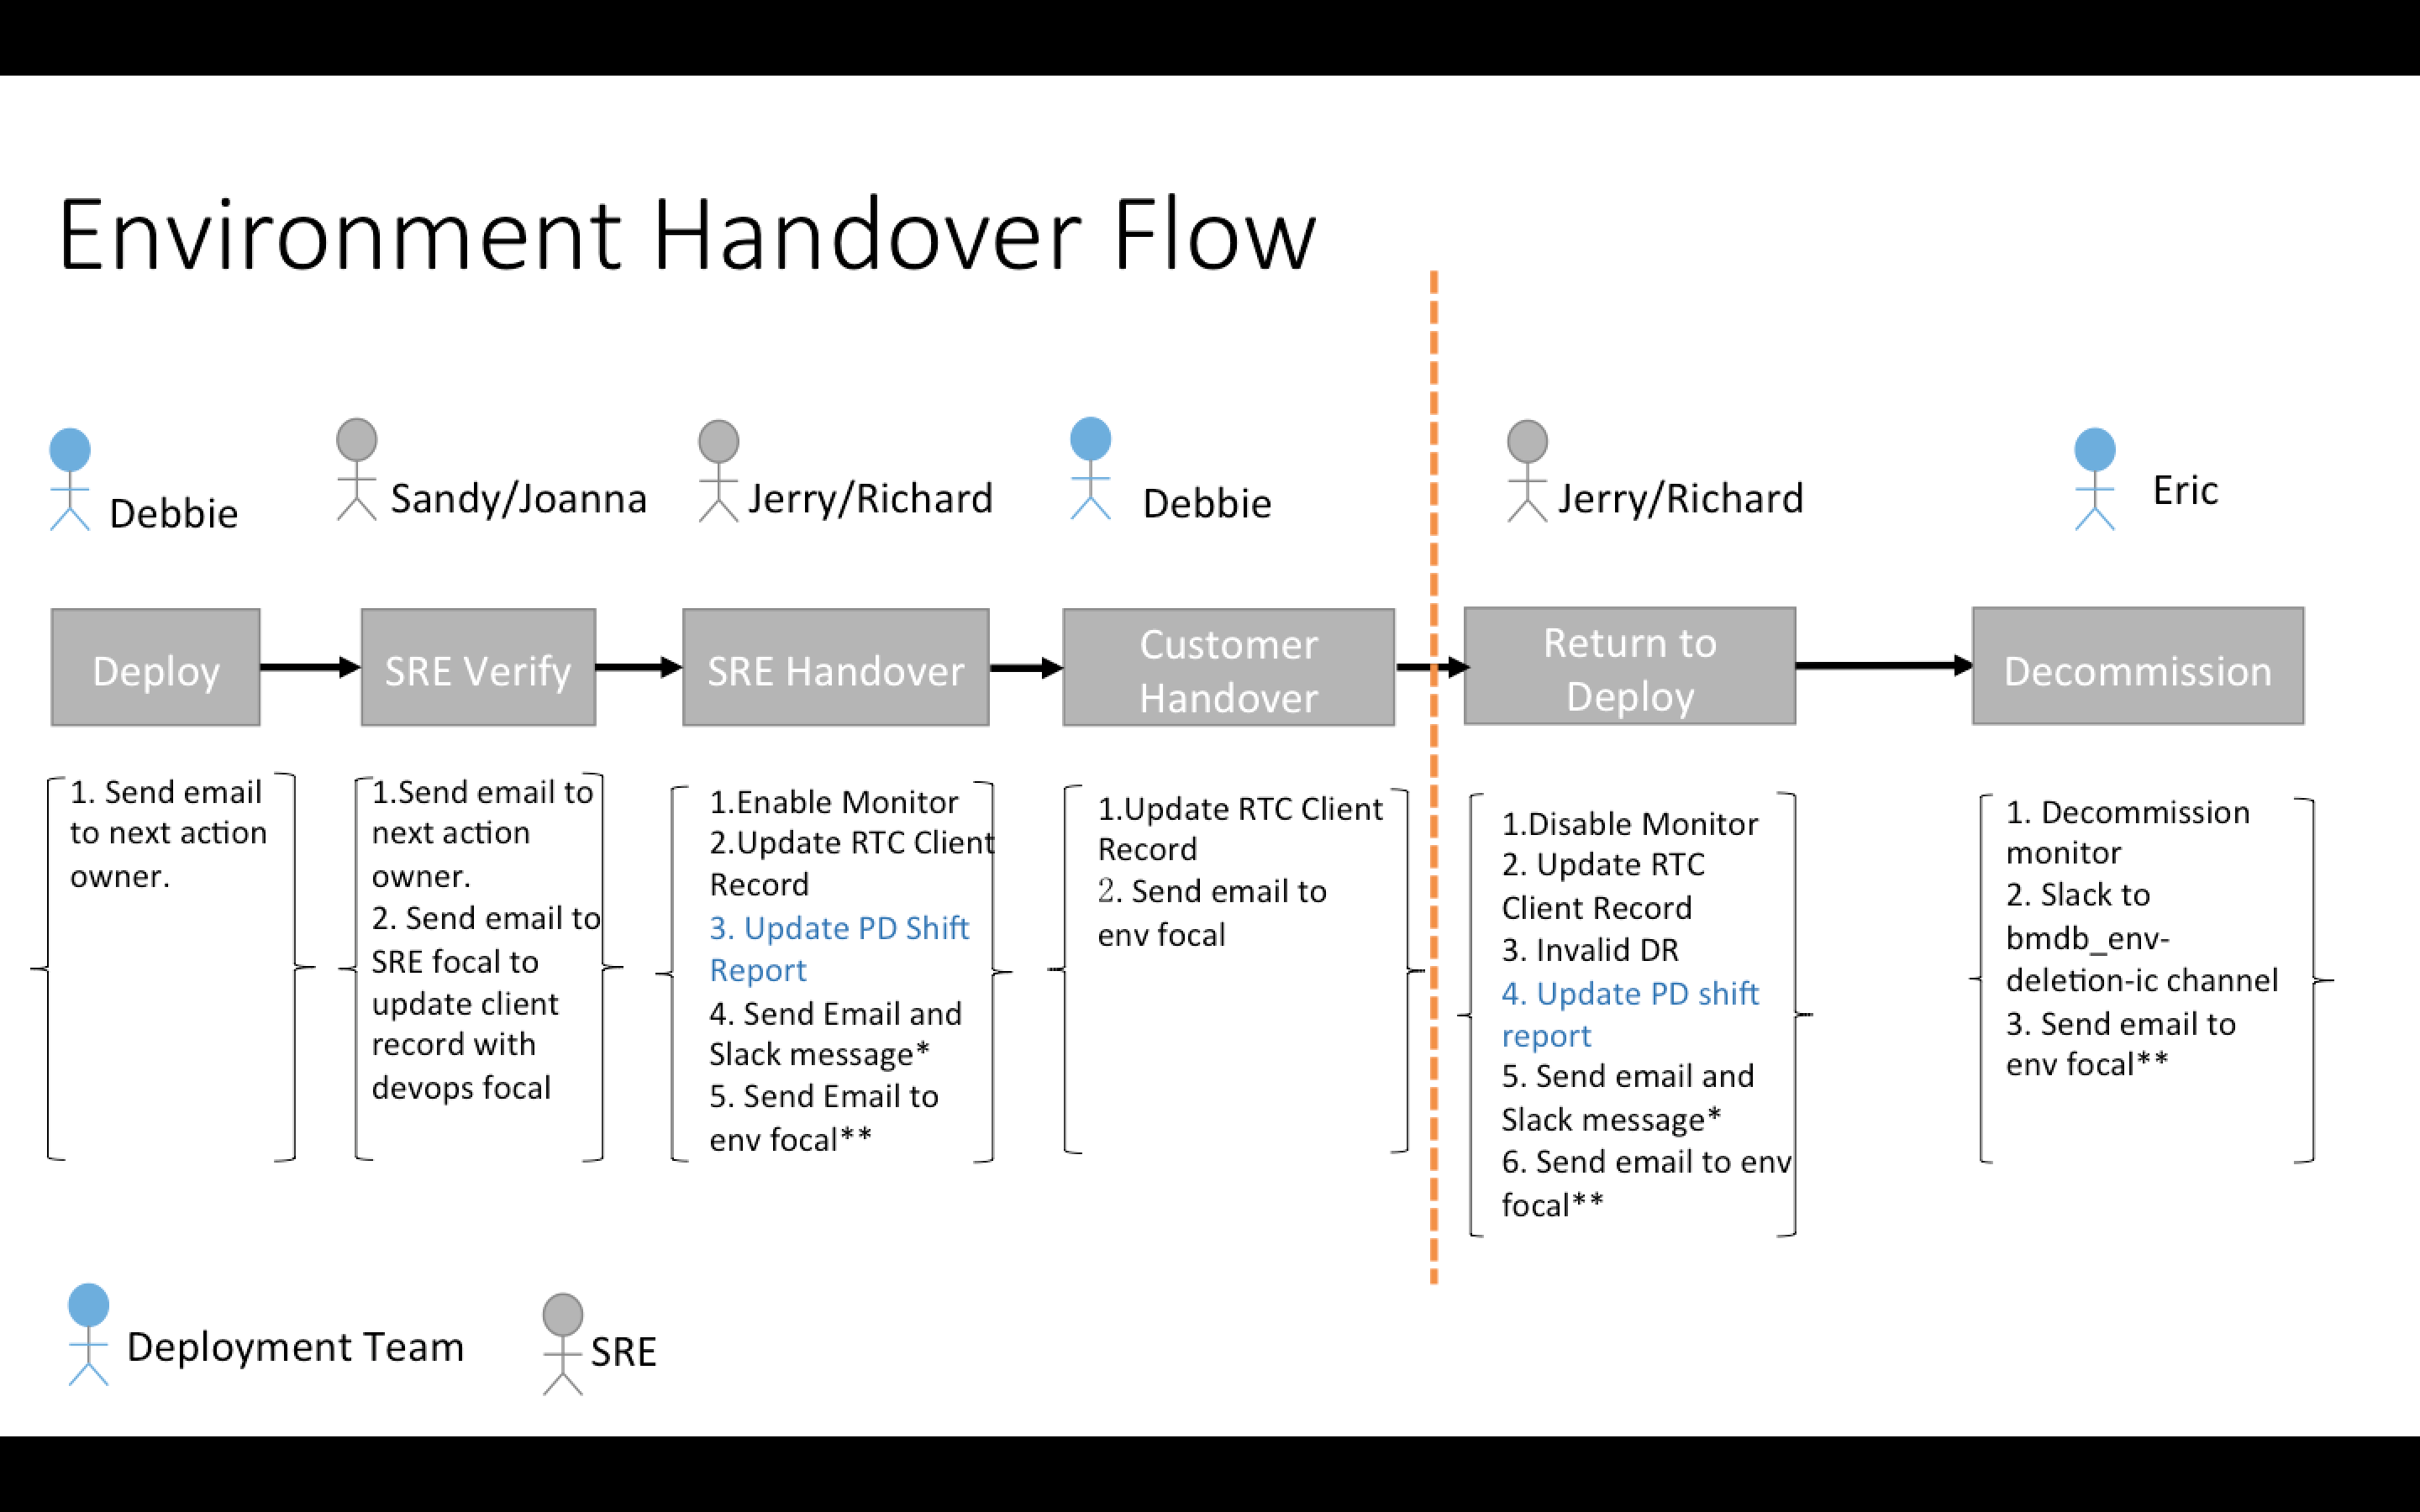 Environment Handover Flow
Debbie
Sandy/Joanna
Jerry/Richard
Debbie
Jerry/Richard
Eric
Deploy
SRE Verify
SRE Handover
Customer
Handover
Return to
Deploy
Decommission
1. Send email
to next action
owner.
1.Send email to
next action
owner.
2. Send email to
SRE focal to
update client
record with
devops focal
1.Enable Monitor
2.Update RTC Client
Record
3. Update PD Shift
Report
4. Send Email and
Slack message*
5. Send Email to
env focal**
1.Update RTC Client
Record
2. Send email to
env focal
1.Disable Monitor
2. Update RTC
Client Record
3. Invalid DR
4. Update PD shift
report
5. Send email and
Slack message*
6. Send email to env
focal**
1. Decommission
monitor
2. Slack to
bmdb_env-
deletion-ic channel
3. Send email to
env focal**
Deployment Team
SRE